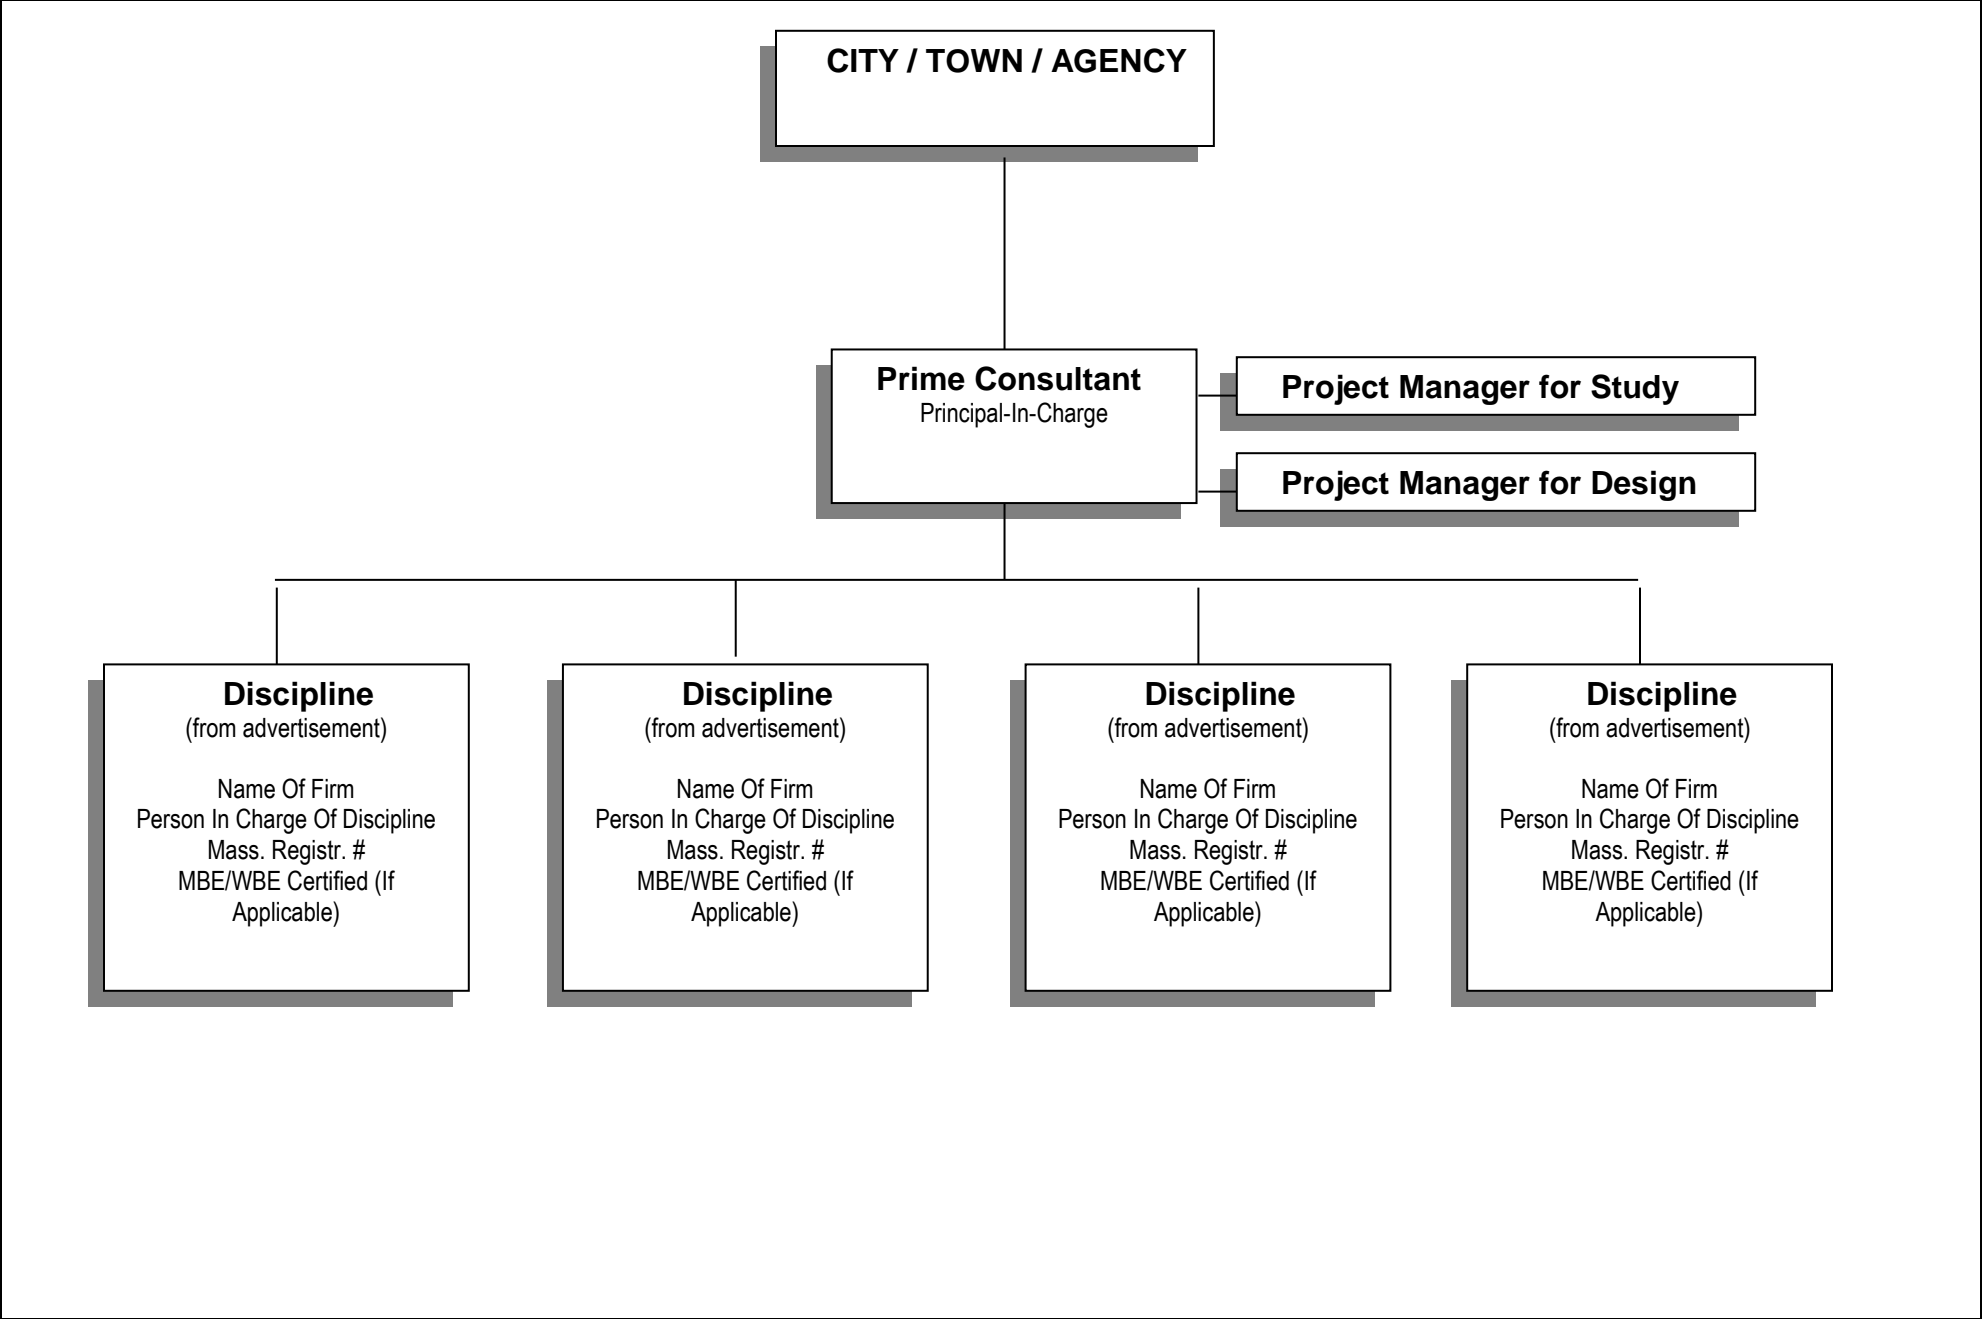 CITY / TOWN / AGENCY
Prime Consultant
Principal-In-Charge
Project Manager for Study
Project Manager for Design
Discipline
(from advertisement)
Name Of Firm
Person In Charge Of Discipline
Mass. Registr. #
MBE/WBE Certified (If
Applicable)
Discipline
(from advertisement)
Name Of Firm
Person In Charge Of Discipline
Mass. Registr. #
MBE/WBE Certified (If
Applicable)
Discipline
(from advertisement)
Name Of Firm
Person In Charge Of Discipline
Mass. Registr. #
MBE/WBE Certified (If
Applicable)
Discipline
(from advertisement)
Name Of Firm
Person In Charge Of Discipline
Mass. Registr. #
MBE/WBE Certified (If
Applicable)